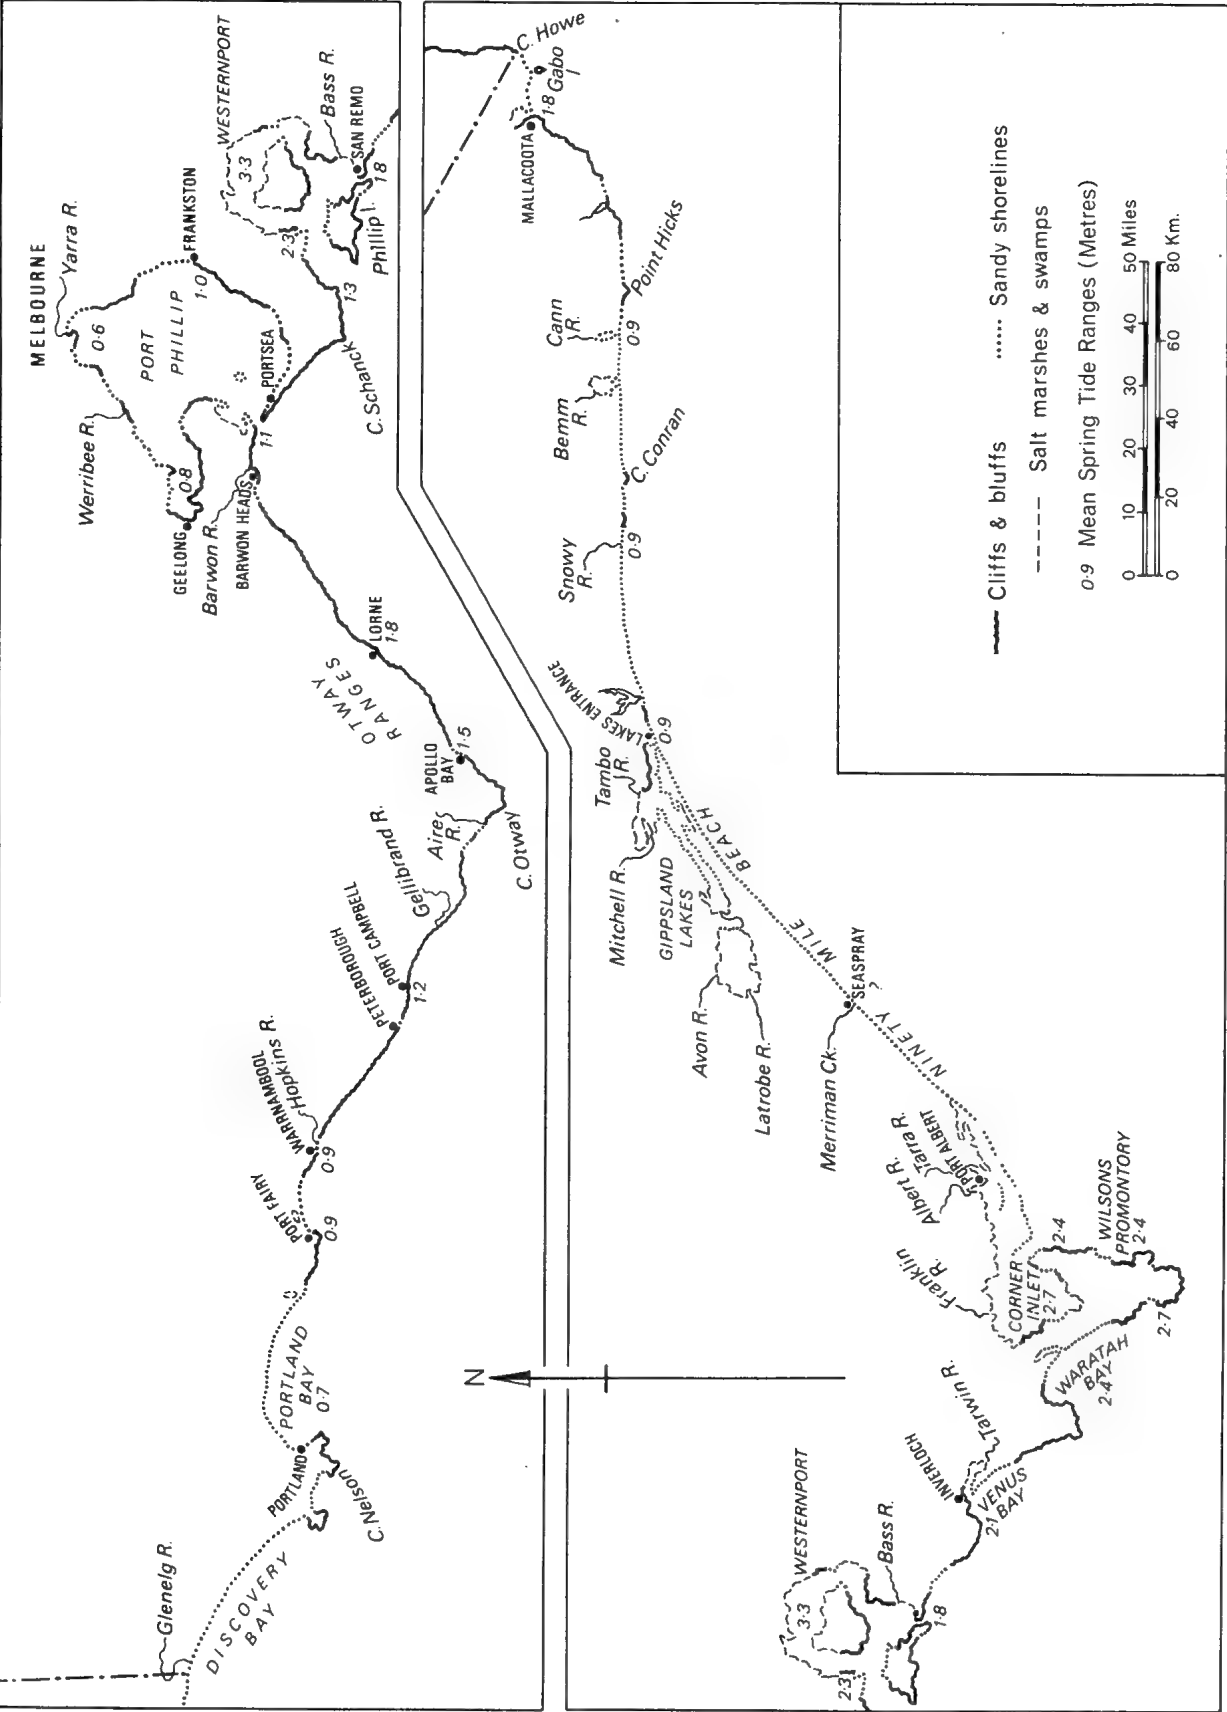 Glenelg R.
DISCOVERY
BAY
PORTLAND
C. Nelson
PORTLAND
BAY
0·7
PORT FAIRY
?
0·9
WARRNAMBOOL
Hopkins R.
0·9
PETERBOROUGH
PORT CAMPBELL
1·2
Gellibrand R.
Aire
R.
C. Otway
APOLLO
BAY
1·5
OTWAY
RANGES
LORNE
1·8
Barwon R.
BARWON HEADS
GEELONG
0·8
1·1
Werribee R.
MELBOURNE
Yarra R.
0·6
PORT
PHILLIP
PORTSEA
FRANKSTON
1·0
C. Schanck
1·3
2·3
WESTERNPORT
3·3
Bass R.
SAN REMO
1·8
Phillip I.
N
WESTERNPORT
3·3
2·3
Bass R.
1·8
INVERLOCH
Tarwin R.
VENUS
BAY
2·1
WARATAH
BAY
2·4
2·7
WILSONS
PROMONTORY
2·4
2·4
CORNER
INLET
2·7
Franklin
R.
Albert R.
Tarra R.
PORT ALBERT
NINETY MILE BEACH
Merriman Ck.
SEASPRAY
?
Latrobe R.
Avon R.
GIPPSLAND
LAKES
Mitchell R.
Tambo
R.
LAKES ENTRANCE
0·9
Snowy
R.
0·9
C. Conran
Bemm
R.
Cann
R.
0·9
Point Hicks
MALLACOOTA
1·8
Gabo
I
C. Howe
Cliffs & bluffs
Sandy shorelines
Salt marshes & swamps
0·9 Mean Spring Tide Ranges (Metres)
0 10 20 30 40 50 Miles
0 20 40 60 80 Km.